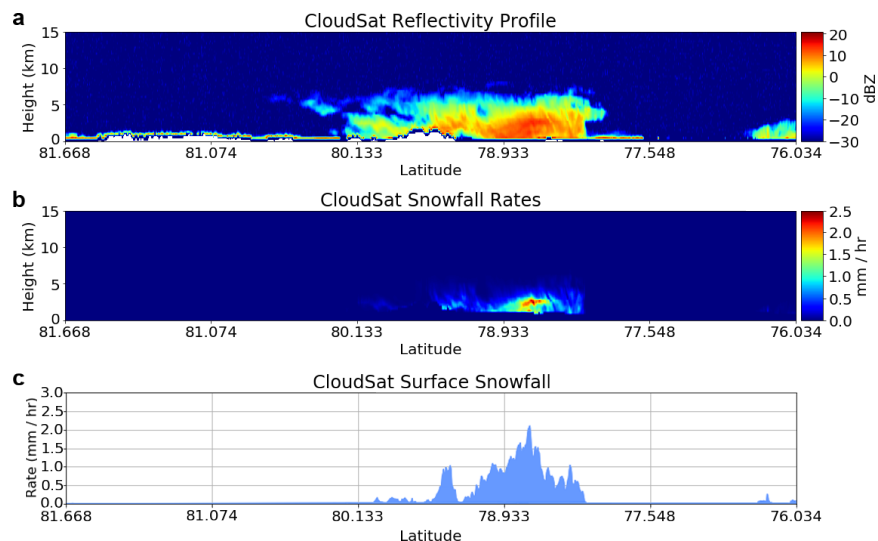 a
CloudSat Reflectivity Profile
15
10
5
0
Height (km)
81.668 81.074 80.133 78.933 77.548 76.034
Latitude
20
10
0
−10
−20
−30
dBZ
b
CloudSat Snowfall Rates
15
10
5
0
Height (km)
81.668 81.074 80.133 78.933 77.548 76.034
Latitude
2.5
2.0
1.5
1.0
0.5
0.0
mm / hr
c
CloudSat Surface Snowfall
3.0
2.5
2.0
1.5
1.0
0.5
0.0
Rate (mm / hr)
81.668 81.074 80.133 78.933 77.548 76.034
Latitude